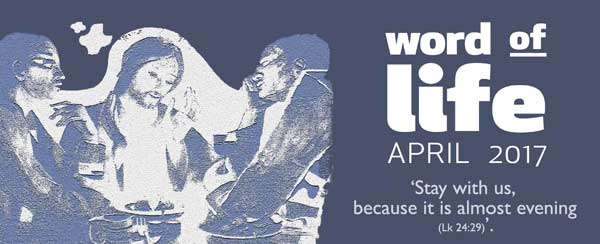 word of
life
APRIL 2017
‘Stay with us,
because it is almost evening
(Lk 24:29)’.